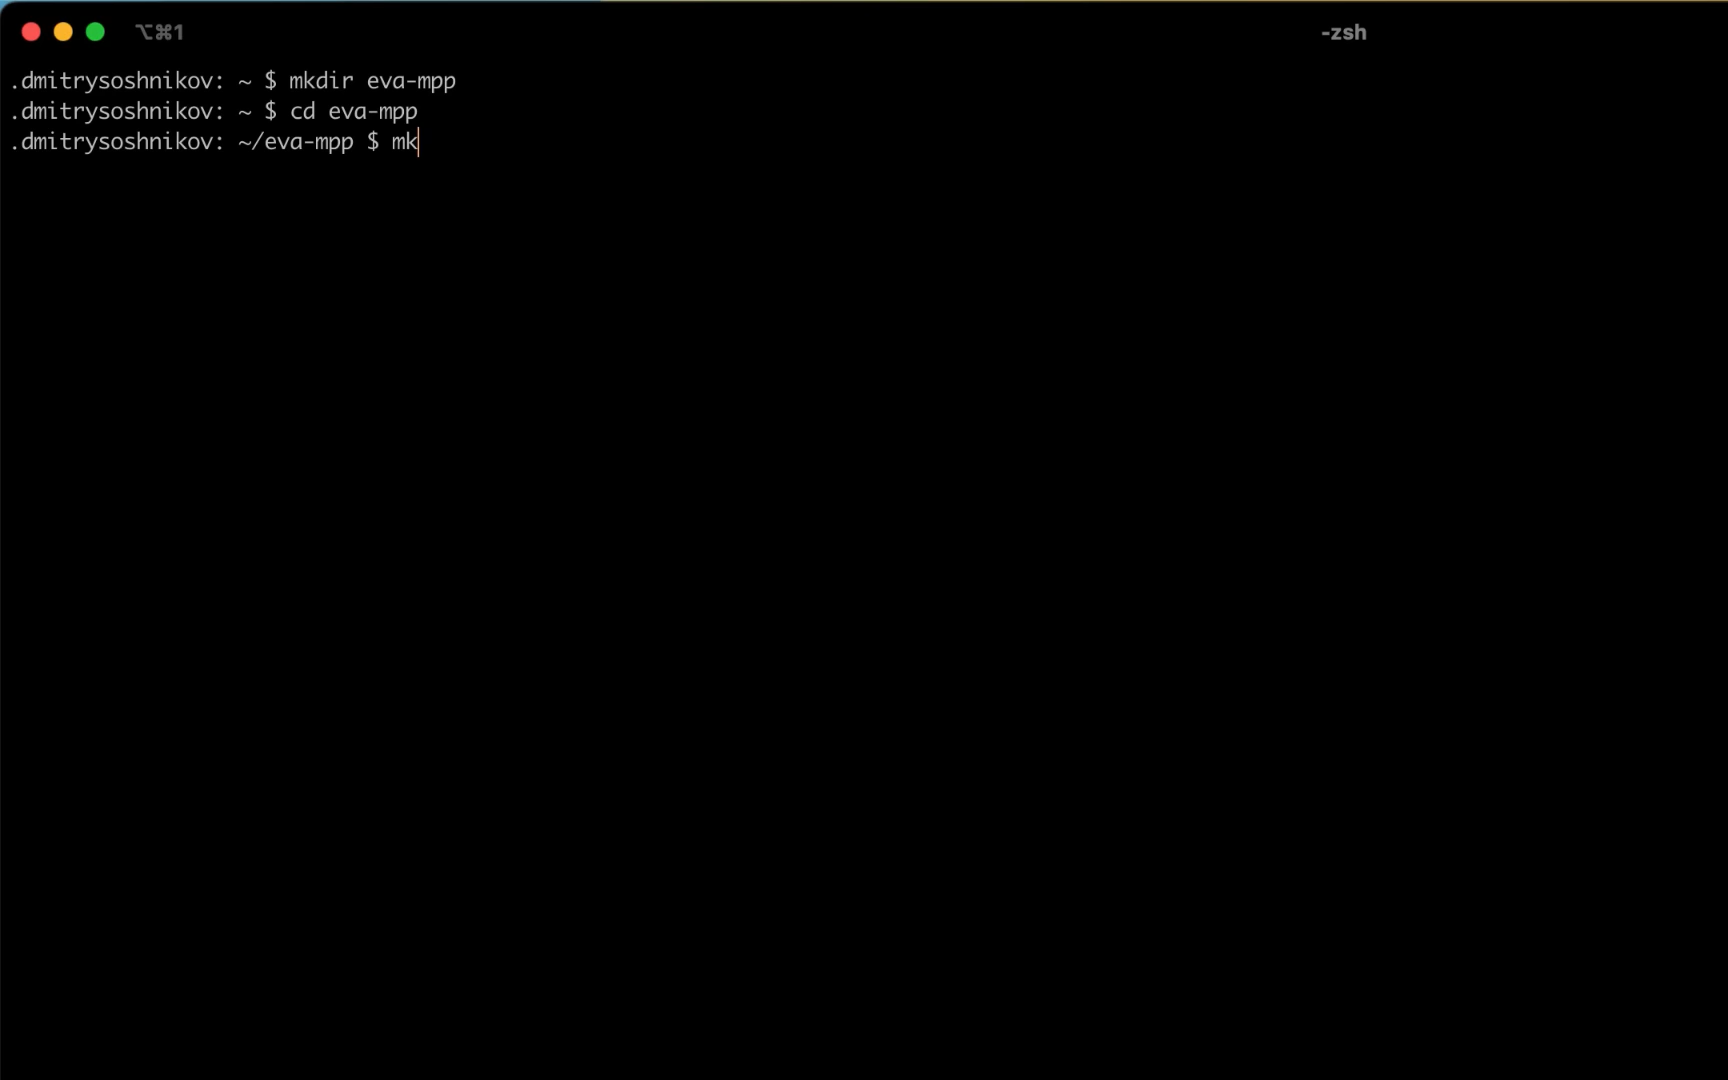 ⌥⌘1
-zsh
.dmitrysoshnikov: ~ $ mkdir eva-mpp
.dmitrysoshnikov: ~ $ cd eva-mpp
.dmitrysoshnikov: ~/eva-mpp $ mk